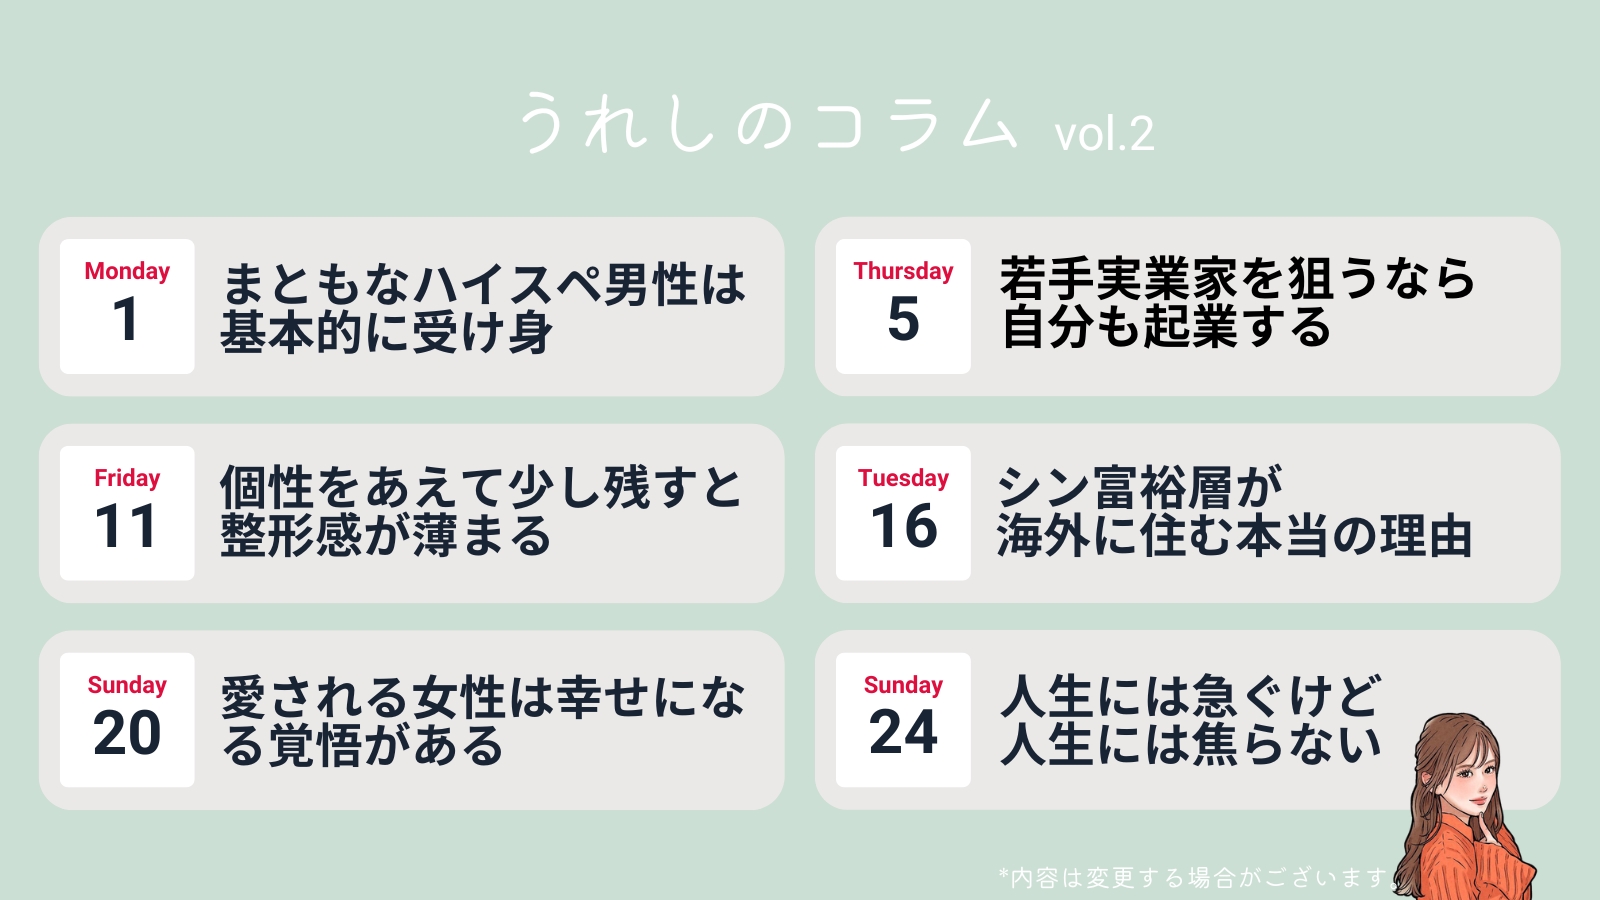 うれしのコラム vol.2
Monday
1
まともなハイスペ男性は
基本的に受け身
Thursday
5
若手実業家を狙うなら
自分も起業する
Friday
11
個性をあえて少し残すと
整形感が薄まる
Tuesday
16
シン富裕層が
海外に住む本当の理由
Sunday
20
愛される女性は幸せにな
る覚悟がある
Sunday
24
人生には急ぐけど
人生には焦らない
*内容は変更する場合がございます。